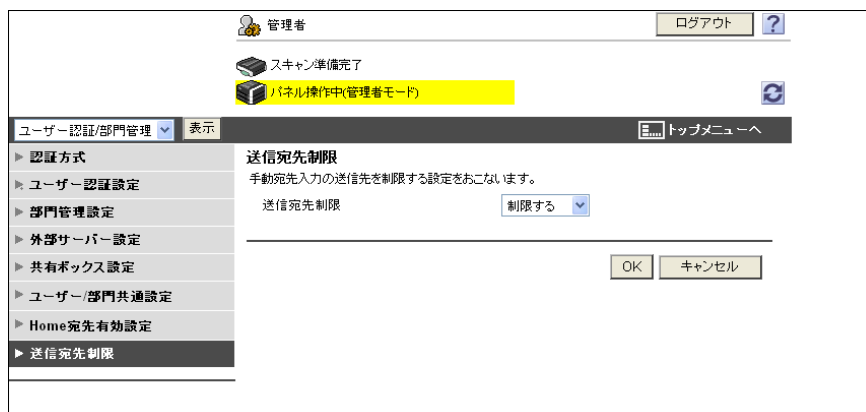 管理者
ログアウト
?
スキャン準備完了
パネル操作中(管理者モード)
ユーザー認証/部門管理
表示
トップメニューへ
認証方式
ユーザー認証設定
部門管理設定
外部サーバー設定
共有ボックス設定
ユーザー/部門共通設定
Home宛先有効設定
送信宛先制限
送信宛先制限
手動宛先入力の送信先を制限する設定をおこないます。
送信宛先制限
制限する
OK
キャンセル